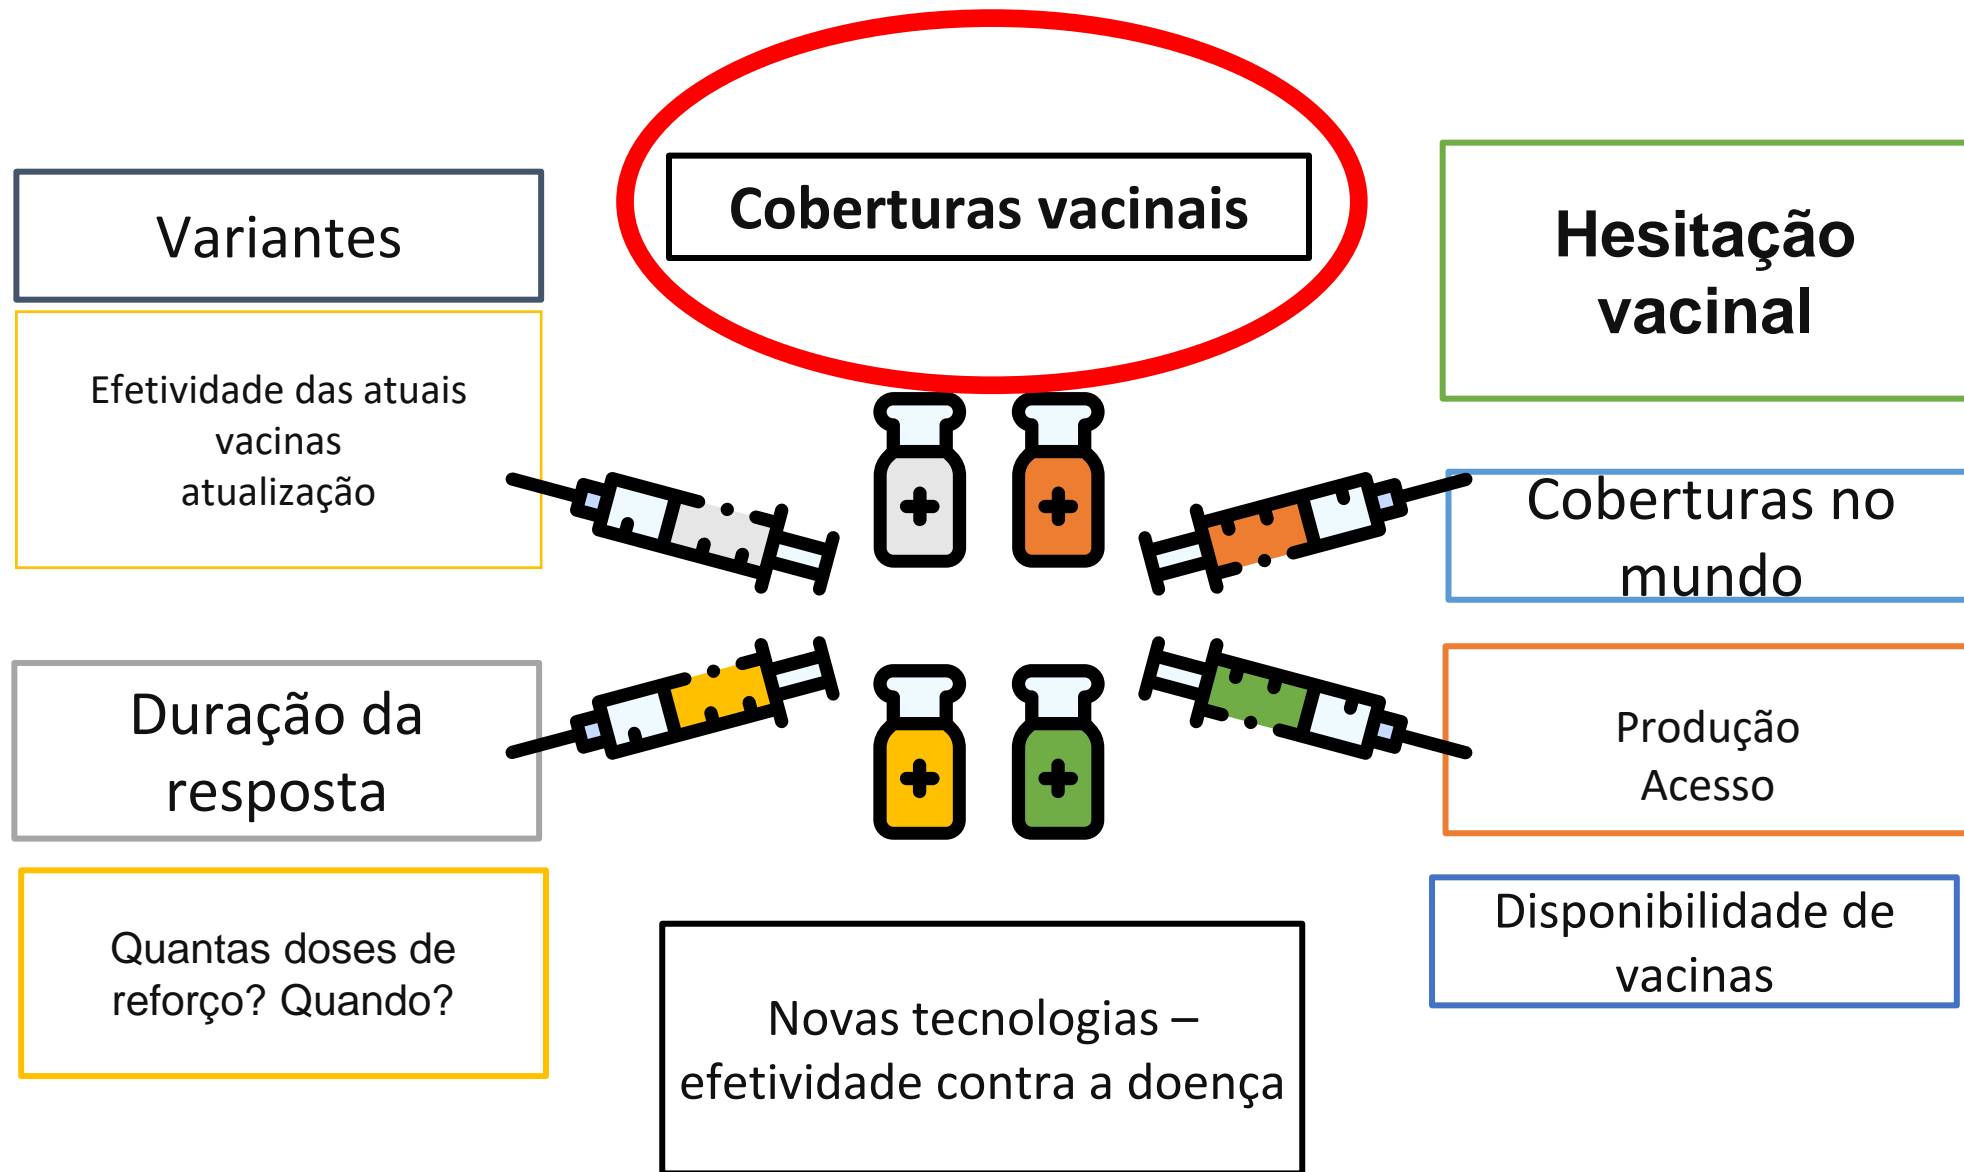 Coberturas vacinais
Variantes
Efetividade das atuais
vacinas
atualização
Duração da
resposta
Quantas doses de
reforço? Quando?
Novas tecnologias –
efetividade contra a doença
Hesitação
vacinal
Coberturas no
mundo
Produção
Acesso
Disponibilidade de
vacinas